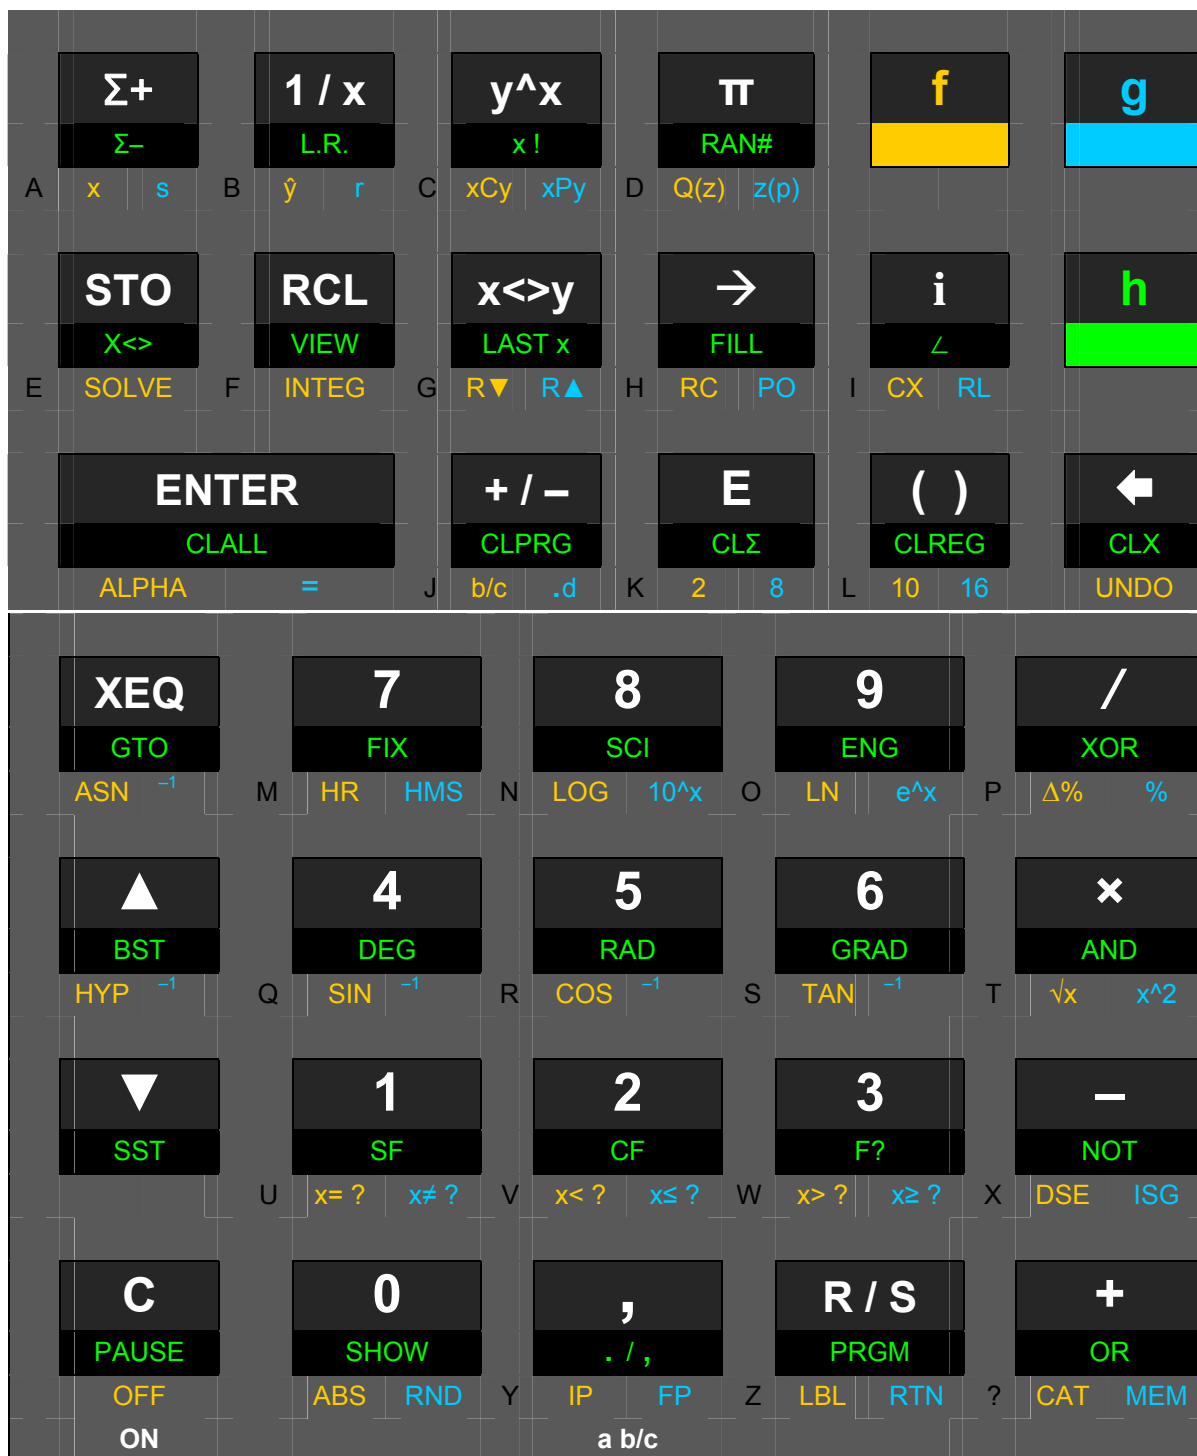 Σ+ 1 / x y^x π f g
Σ– L.R. x ! RAN#
A x s B ŷ r C xCy xPy D Q(z) z(p)
STO RCL x<>y → i h
X<> VIEW LAST x FILL ∠
E SOLVE F INTEG G R▼ R▲ H RC PO I CX RL
ENTER + / – E ( ) 🡸
CLALL CLPRG CLΣ CLREG CLX
ALPHA = J b/c .d K 2 8 L 10 16 UNDO
XEQ 7 8 9 /
GTO FIX SCI ENG XOR
ASN –1 M HR HMS N LOG 10^x O LN e^x P Δ% %
▲ 4 5 6 ×
BST DEG RAD GRAD AND
HYP –1 Q SIN –1 R COS –1 S TAN –1 T √x x^2
▼ 1 2 3 –
SST SF CF F? NOT
U x= ? x≠ ? V x< ? x≤ ? W x> ? x≥ ? X DSE ISG
C 0 , R / S +
PAUSE SHOW . / , PRGM OR
OFF ABS RND Y IP FP Z LBL RTN ? CAT MEM
ON a b/c